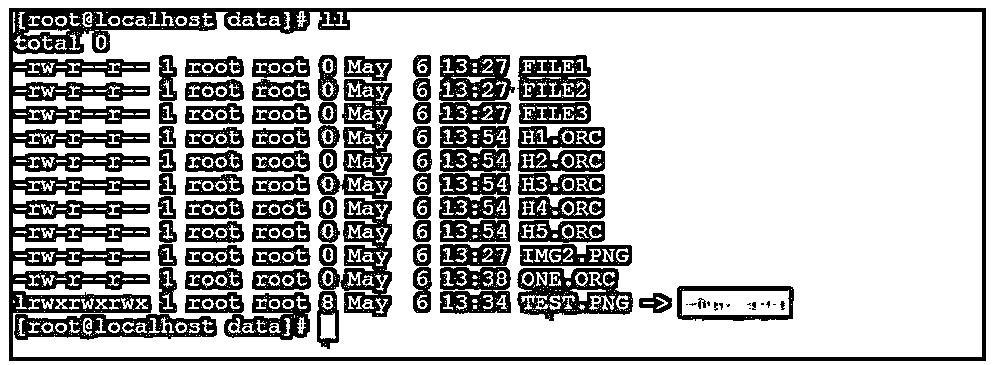 [root@localhost data]# ll
total 0
-rw-r--r-- 1 root root 0 May  6 13:27 FILE1
-rw-r--r-- 1 root root 0 May  6 13:27 FILE2
-rw-r--r-- 1 root root 0 May  6 13:27 FILE3
-rw-r--r-- 1 root root 0 May  6 13:54 H1.ORC
-rw-r--r-- 1 root root 0 May  6 13:54 H2.ORC
-rw-r--r-- 1 root root 0 May  6 13:54 H3.ORC
-rw-r--r-- 1 root root 0 May  6 13:54 H4.ORC
-rw-r--r-- 1 root root 0 May  6 13:54 H5.ORC
-rw-r--r-- 1 root root 0 May  6 13:27 IMG2.PNG
-rw-r--r-- 1 root root 0 May  6 13:38 ONE.ORC
lrwxrwxrwx 1 root root 8 May  6 13:34 TEST.PNG ->
[root@localhost data]#